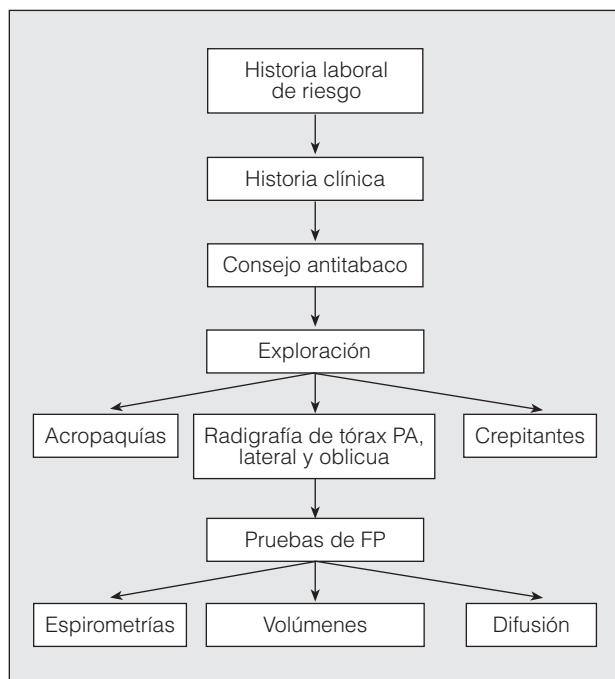 Historia laboral
de riesgo
Historia clínica
Consejo antitabaco
Exploración
Acropaquías
Radigrafía de tórax PA,
lateral y oblicua
Crepitantes
Pruebas de FP
Espirometrías
Volúmenes
Difusión